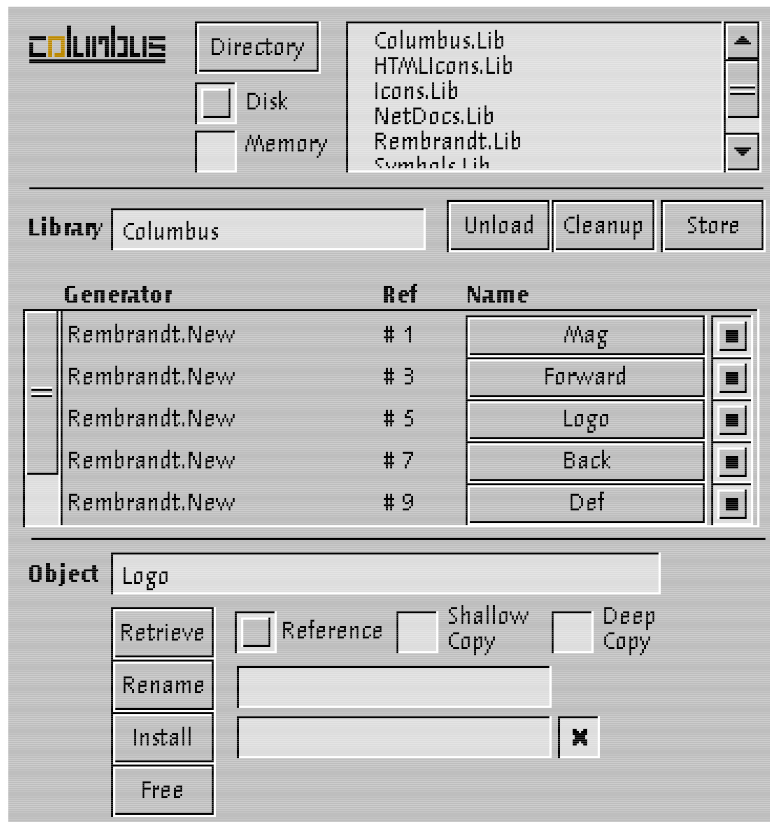 columbus
Directory
Disk
Memory
Columbus.Lib
HTMLIcons.Lib
Icons.Lib
NetDocs.Lib
Rembrandt.Lib
Symbols.Lib
Library Columbus Unload Cleanup Store
Generator Ref Name
Rembrandt.New # 1 Mag
Rembrandt.New # 3 Forward
Rembrandt.New # 5 Logo
Rembrandt.New # 7 Back
Rembrandt.New # 9 Def
Object Logo
Retrieve Reference Shallow Copy Deep Copy
Rename
Install
Free